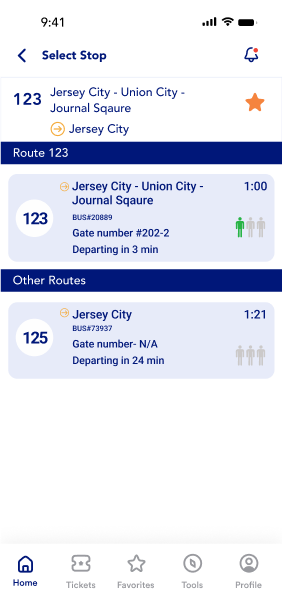 9:41
Select Stop
123
Jersey City - Union City -
Journal Sqaure
Jersey City
Route 123
123
Jersey City - Union City -
Journal Sqaure
1:00
BUS#20889
Gate number #202-2
Departing in 3 min
Other Routes
125
Jersey City
1:21
BUS#73937
Gate number- N/A
Departing in 24 min
Home
Tickets
Favorites
Tools
Profile